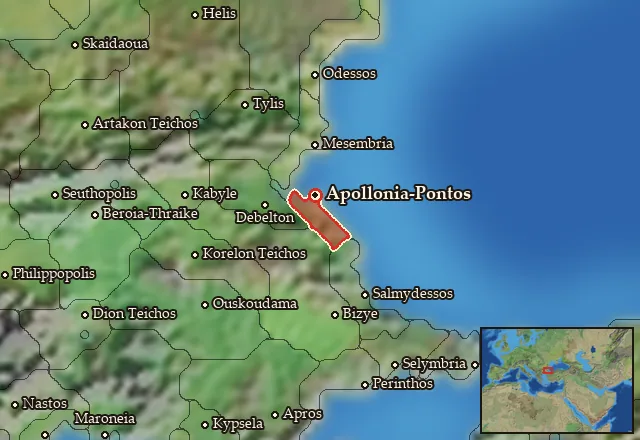 Helis
Skaidaoua
Odessos
Tylis
Artakon Teichos
Mesembria
Seuthopolis
Kabyle
Apollonia-Pontos
Beroia-Thraike
Debelton
Korelon Teichos
Philippopolis
Salmydessos
Ouskoudama
Dion Teichos
Bizye
Selymbria
Perinthos
Nastos
Maroneia
Apros
Kypsela